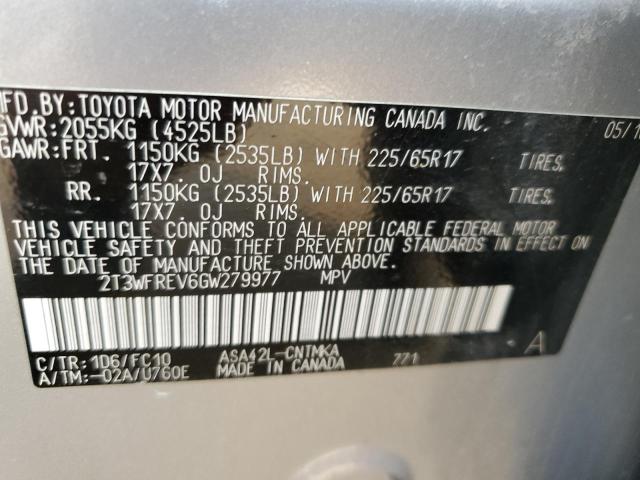 MFD.BY:TOYOTA MOTOR MANUFACTURING CANADA INC.
GVWR:2055KG (4525LB) 05/1
GAWR:FRT. 1150KG (2535LB) WITH 225/65R17 TIRES.
17X7.0J RIMS.
RR. 1150KG (2535LB) WITH 225/65R17 TIRES.
17X7.0J RIMS.
THIS VEHICLE CONFORMS TO ALL APPLICABLE FEDERAL MOTOR
VEHICLE SAFETY AND THEFT PREVENTION STANDARDS IN EFFECT ON
THE DATE OF MANUFACTURE SHOWN ABOVE.
2T3WFREV6GW279977 MPV
C/TR:1D6/FC10 ASA42L-CNTMKA 771 A
A/TM:-02A/U760E MADE IN CANADA